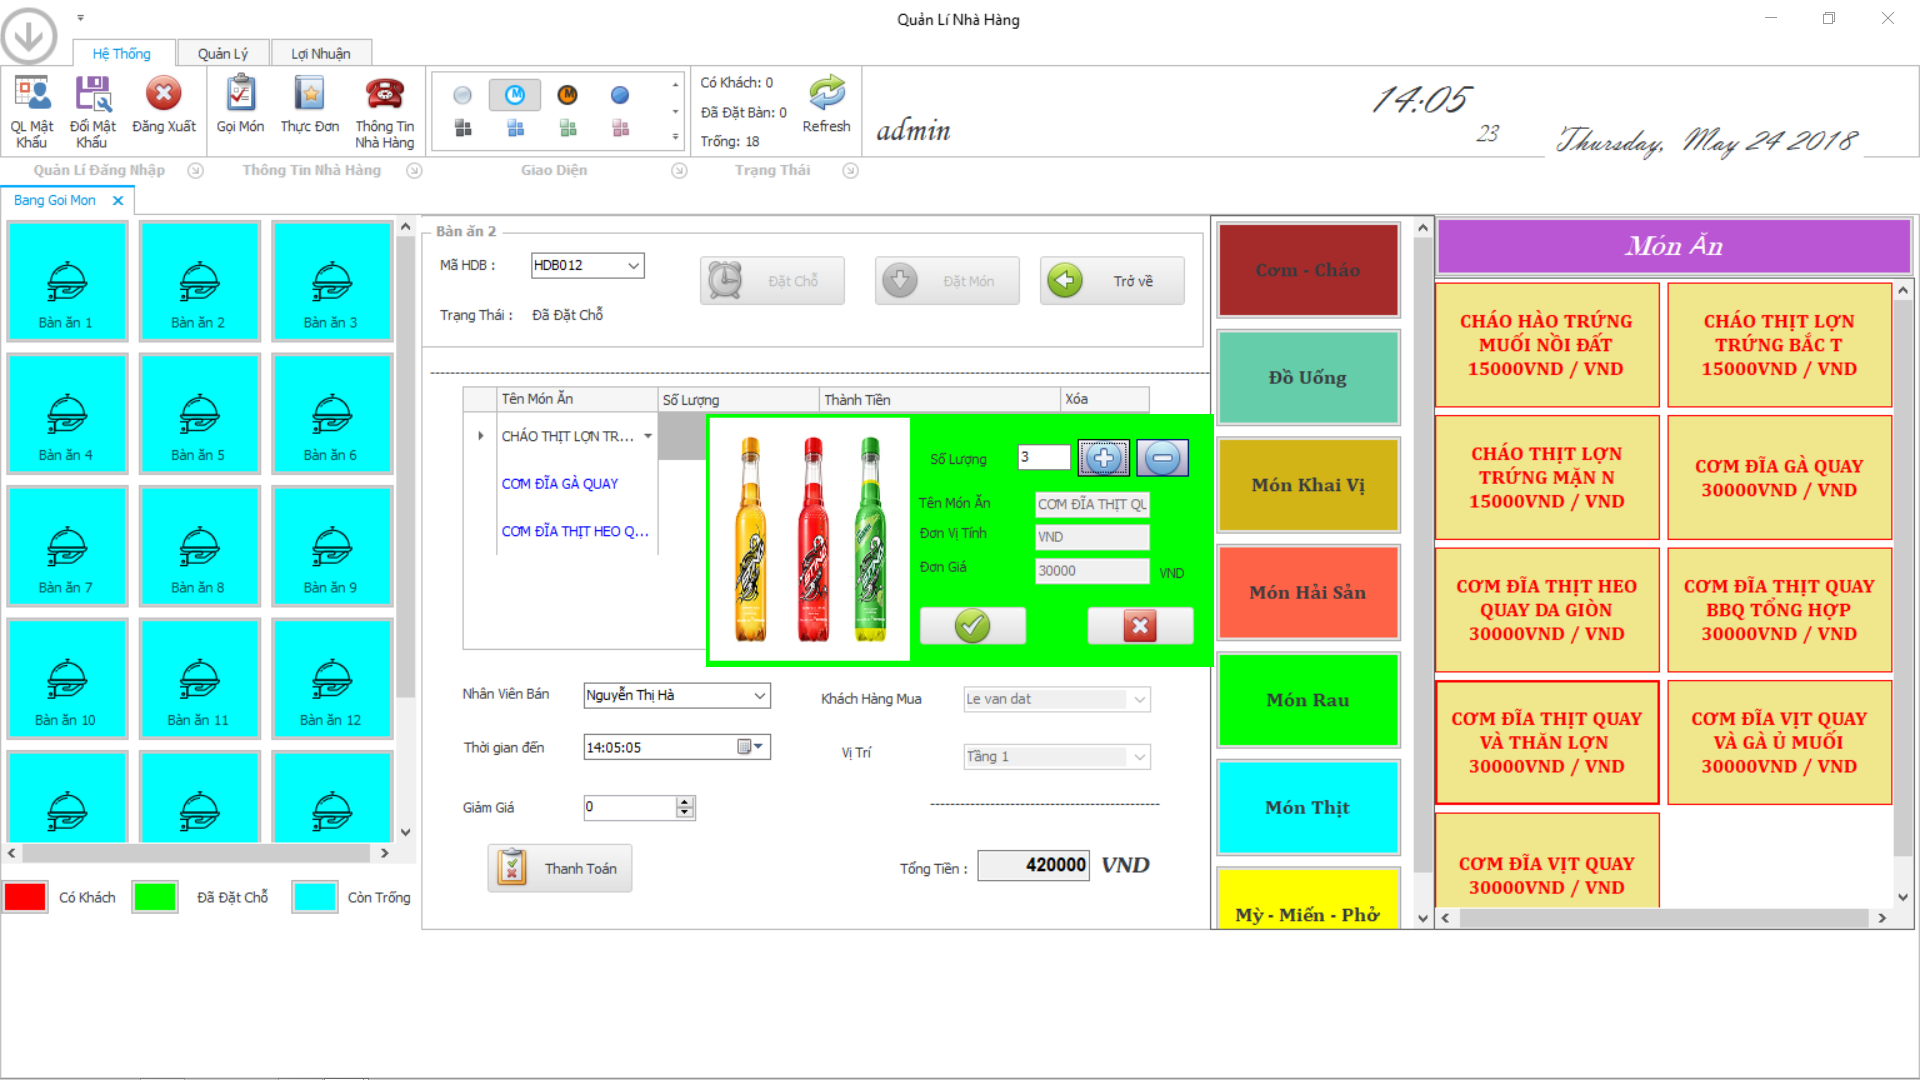 Quản Lí Nhà Hàng
Hệ Thống
Quản Lý
Lợi Nhuận
QL Mật Khẩu
Đổi Mật Khẩu
Đăng Xuất
Gọi Món
Thực Đơn
Thông Tin Nhà Hàng
Có Khách: 0
Đã Đặt Bàn: 0
Trống: 18
Refresh
admin
14:05
23
Thursday, May 24 2018
Quản Lí Đăng Nhập
Thông Tin Nhà Hàng
Giao Diện
Trạng Thái
Bang Goi Mon
Bàn ăn 1
Bàn ăn 2
Bàn ăn 3
Bàn ăn 4
Bàn ăn 5
Bàn ăn 6
Bàn ăn 7
Bàn ăn 8
Bàn ăn 9
Bàn ăn 10
Bàn ăn 11
Bàn ăn 12
Có Khách
Đã Đặt Chỗ
Còn Trống
Bàn ăn 2
Mã HDB :
HDB012
Đặt Chỗ
Đặt Món
Trở về
Trạng Thái :
Đã Đặt Chỗ
Tên Món Ăn
Số Lượng
Thành Tiền
Xóa
CHÁO THỊT LỢN TR...
CƠM ĐĨA GÀ QUAY
CƠM ĐĨA THỊT HEO Q...
Số Lượng
3
Tên Món Ăn
CƠM ĐĨA THỊT QU
Đơn Vị Tính
VND
Đơn Giá
30000
VND
Nhân Viên Bán
Nguyễn Thị Hà
Khách Hàng Mua
Le van dat
Thời gian đến
14:05:05
Vị Trí
Tầng 1
Giảm Giá
0
Thanh Toán
Tổng Tiền :
420000
VND
Cơm - Cháo
Đồ Uống
Món Khai Vị
Món Hải Sản
Món Rau
Món Thịt
Mỳ - Miến - Phở
Món Ăn
CHÁO HÀO TRỨNG
MUỐI NỒI ĐẤT
15000VND / VND
CHÁO THỊT LỢN
TRỨNG BẮC T
15000VND / VND
CHÁO THỊT LỢN
TRỨNG MẶN N
15000VND / VND
CƠM ĐĨA GÀ QUAY
30000VND / VND
CƠM ĐĨA THỊT HEO
QUAY DA GIÒN
30000VND / VND
CƠM ĐĨA THỊT QUAY
BBQ TỔNG HỢP
30000VND / VND
CƠM ĐĨA THỊT QUAY
VÀ THĂN LỢN
30000VND / VND
CƠM ĐĨA VỊT QUAY
VÀ GÀ Ủ MUỐI
30000VND / VND
CƠM ĐĨA VỊT QUAY
30000VND / VND